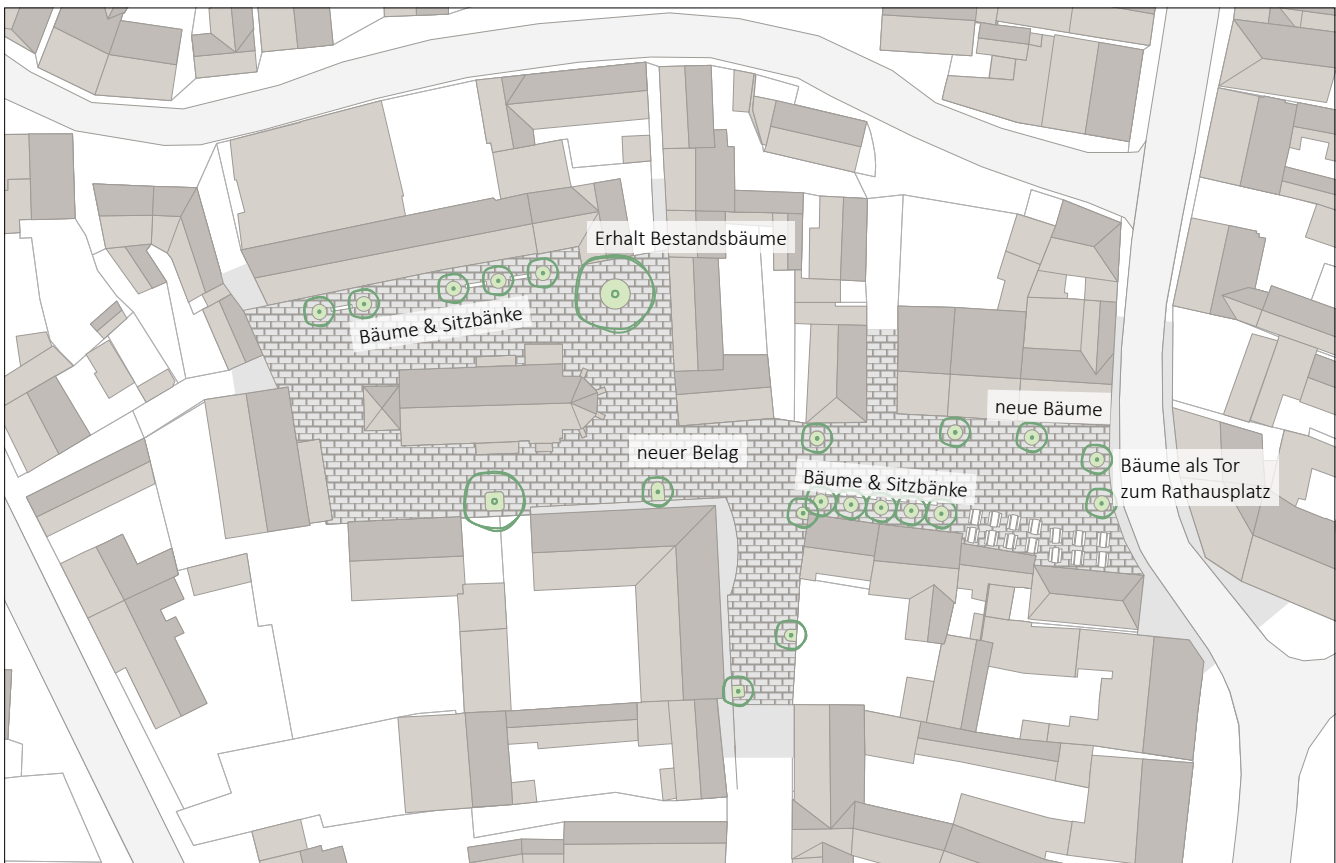 Erhalt Bestandsbäume
Bäume & Sitzbänke
neue Bäume
neuer Belag
Bäume & Sitzbänke
Bäume als Tor
zum Rathausplatz